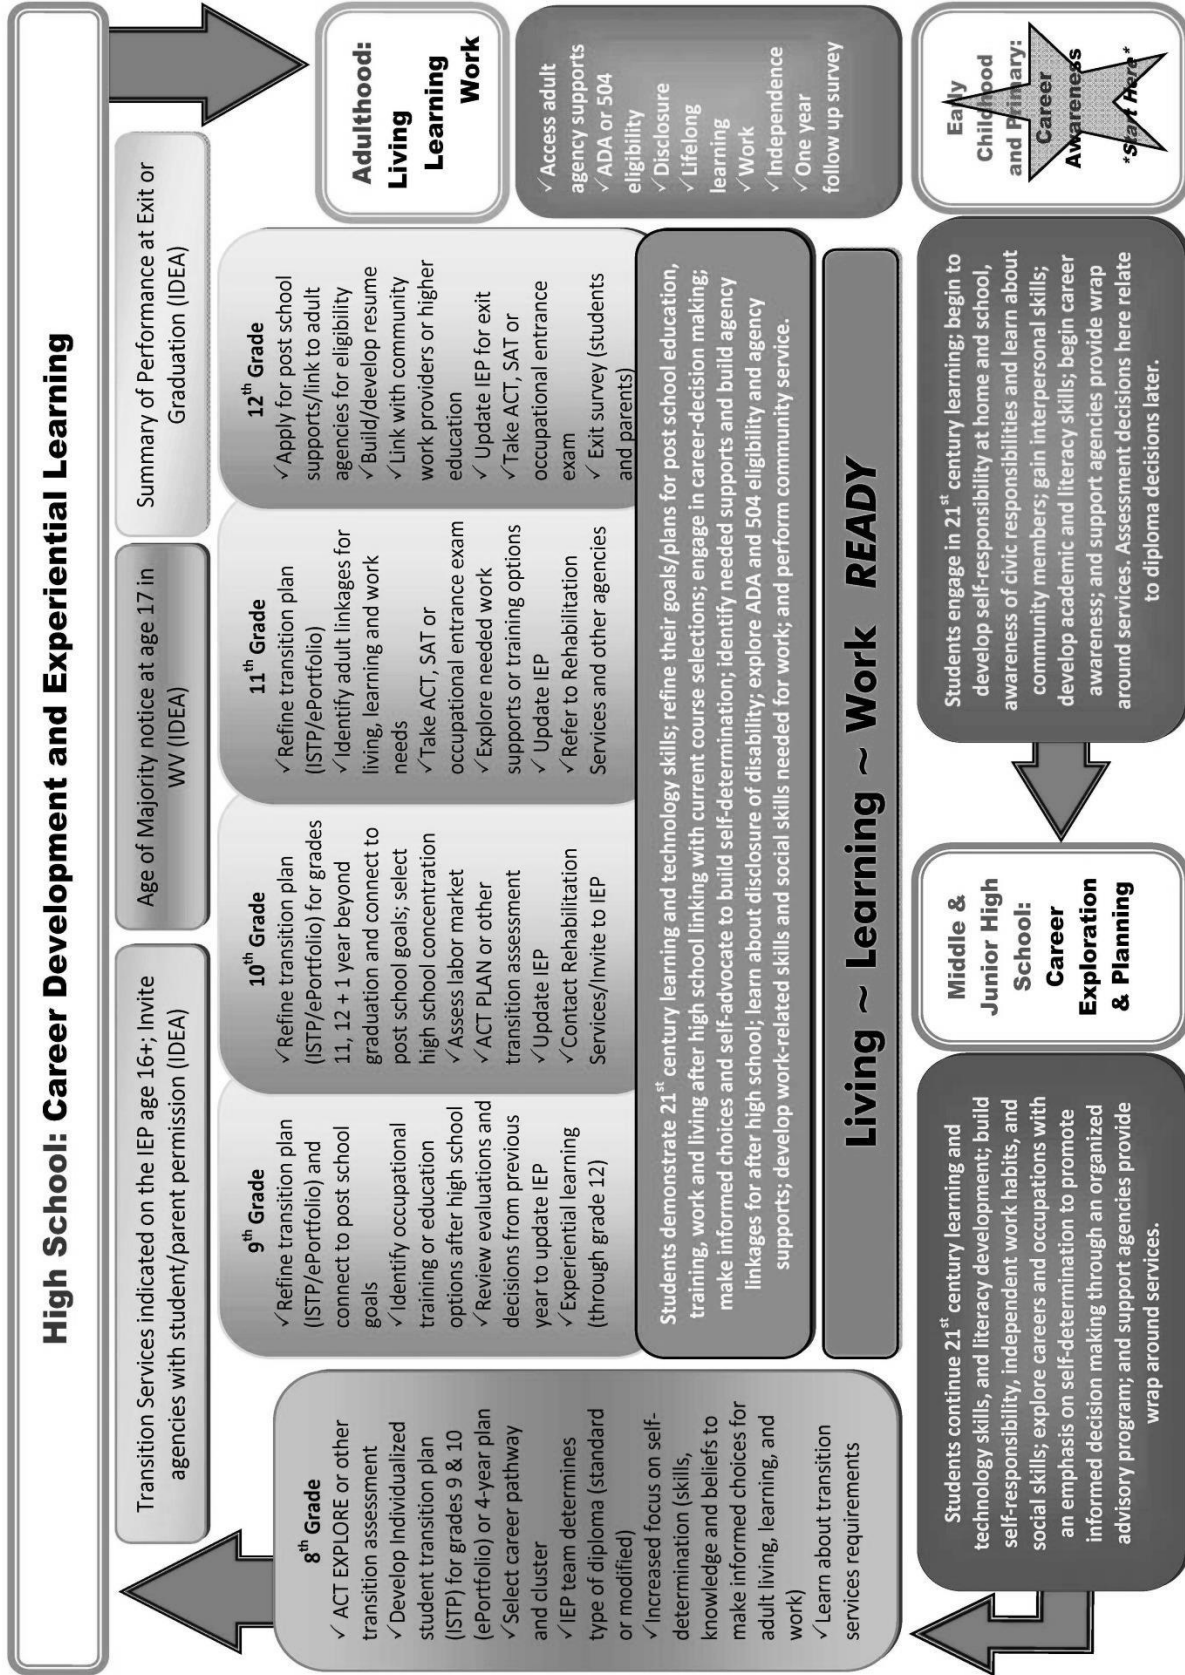 High School: Career Development and Experiential Learning
Transition Services indicated on the IEP age 16+; Invite
agencies with student/parent permission (IDEA)
Age of Majority notice at age 17 in
WV (IDEA)
Summary of Performance at Exit or
Graduation (IDEA)
8th Grade
✓ ACT EXPLORE or other
transition assessment
✓Develop Individualized
student transition plan
(ISTP) for grades 9 & 10
(ePortfolio) or 4-year plan
✓Select career pathway
and cluster
✓IEP team determines
type of diploma (standard
or modified)
✓Increased focus on self-
determination (skills,
knowledge and beliefs to
make informed choices for
adult living, learning, and
work)
✓Learn about transition
services requirements
9th Grade
✓Refine transition plan
(ISTP/ePortfolio) and
connect to post school
goals
✓Identify occupational
training or education
options after high school
✓Review evaluations and
decisions from previous
year to update IEP
✓Experiential learning
(through grade 12)
10th Grade
✓Refine transition plan
(ISTP/ePortfolio) for grades
11, 12 + 1 year beyond
graduation and connect to
post school goals; select
high school concentration
✓Assess labor market
✓ACT PLAN or other
transition assessment
✓Update IEP
✓Contact Rehabilitation
Services/Invite to IEP
11th Grade
✓Refine transition plan
(ISTP/ePortfolio)
✓Identify adult linkages for
living, learning and work
needs
✓Take ACT, SAT or
occupational entrance exam
✓Explore needed work
supports or training options
✓Update IEP
✓Refer to Rehabilitation
Services and other agencies
12th Grade
✓Apply for post school
supports/link to adult
agencies for eligibility
✓Build/develop resume
✓Link with community
work providers or higher
education
✓Update IEP for exit
✓Take ACT, SAT or
occupational entrance
exam
✓Exit survey (students
and parents)
Students demonstrate 21st century learning and technology skills; refine their goals/plans for post school education,
training, work and living after high school linking with current course selections; engage in career-decision making;
make informed choices and self-advocate to build self-determination; identify needed supports and build agency
linkages for after high school; learn about disclosure of disability; explore ADA and 504 eligibility and agency
supports; develop work-related skills and social skills needed for work; and perform community service.
Living ~ Learning ~ Work READY
Adulthood:
Living
Learning
Work
✓Access adult
agency supports
✓ADA or 504
eligibility
✓Disclosure
✓Lifelong
learning
✓Work
✓Independence
✓One year
follow up survey
Students continue 21st century learning and
technology skills, and literacy development; build
self-responsibility, independent work habits, and
social skills; explore careers and occupations with
an emphasis on self-determination to promote
informed decision making through an organized
advisory program; and support agencies provide
wrap around services.
Middle &
Junior High
School:
Career
Exploration
& Planning
Students engage in 21st century learning; begin to
develop self-responsibility at home and school,
awareness of civic responsibilities and learn about
community members; gain interpersonal skills;
develop academic and literacy skills; begin career
awareness; and support agencies provide wrap
around services. Assessment decisions here relate
to diploma decisions later.
Early
Childhood
and Primary:
Career
Awareness
*Start Here*